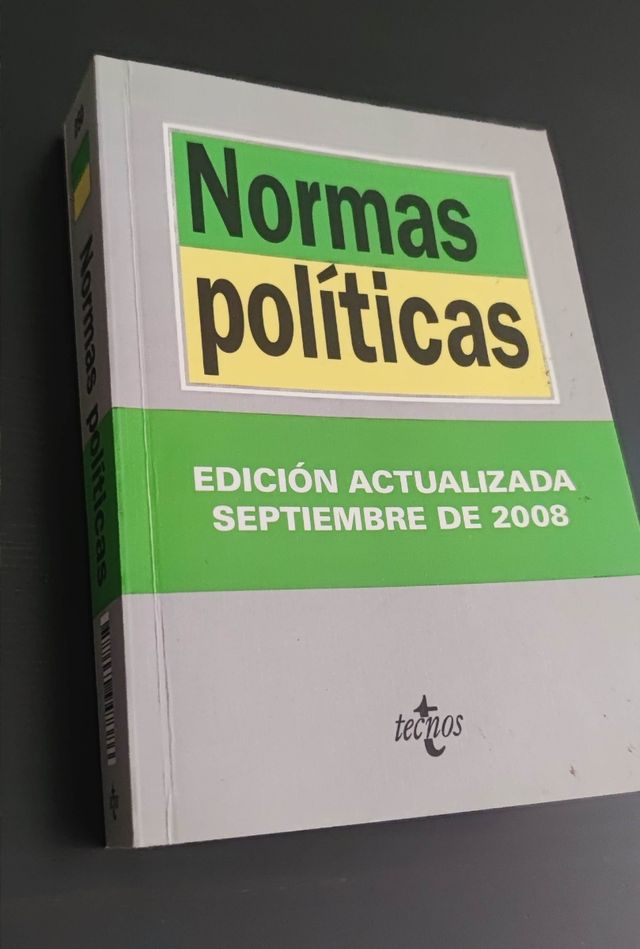 Normas
políticas
EDICIÓN ACTUALIZADA
SEPTIEMBRE DE 2008
tecnos
Normas políticas